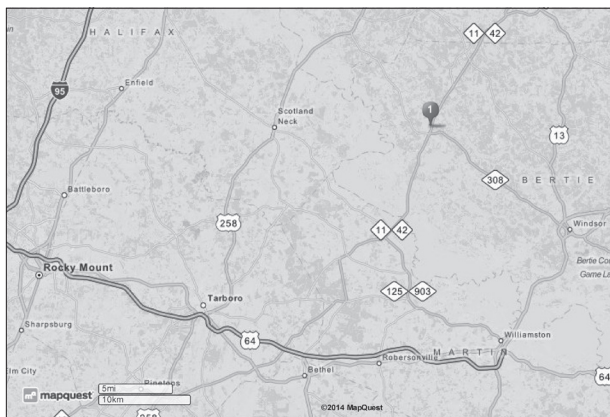 11 42
HALIFAX
95
Enfield
Scotland
Neck
1
13
308
BERTIE
Battleboro
258
11 42
Windsor
Rocky Mount
125 903
Tarboro
Sharpsburg
64
Williamston
MARTIN
Robersonville
Bethel
64
mapquest
5mi
10km
©2014 MapQuest